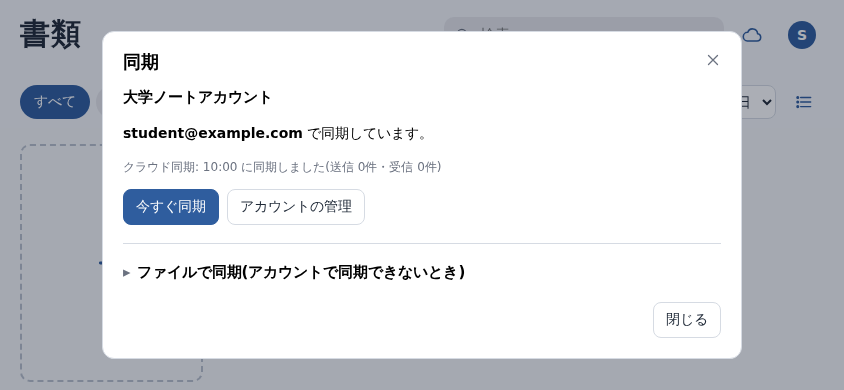 書類
S
すべて
日
同期
大学ノートアカウント
student@example.com で同期しています。
クラウド同期: 10:00 に同期しました(送信 0件・受信 0件)
今すぐ同期
アカウントの管理
▸ ファイルで同期(アカウントで同期できないとき)
閉じる